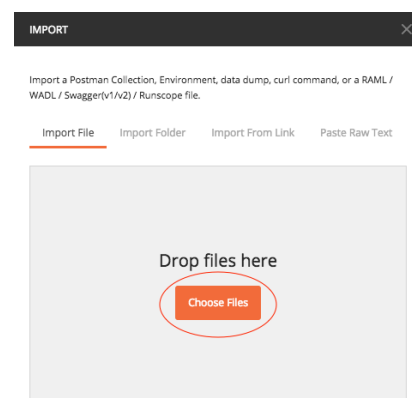 IMPORT
Import a Postman Collection, Environment, data dump, curl command, or a RAML /
WADL / Swagger(v1/v2) / Runscope file.
Import File Import Folder Import From Link Paste Raw Text
Drop files here
Choose Files